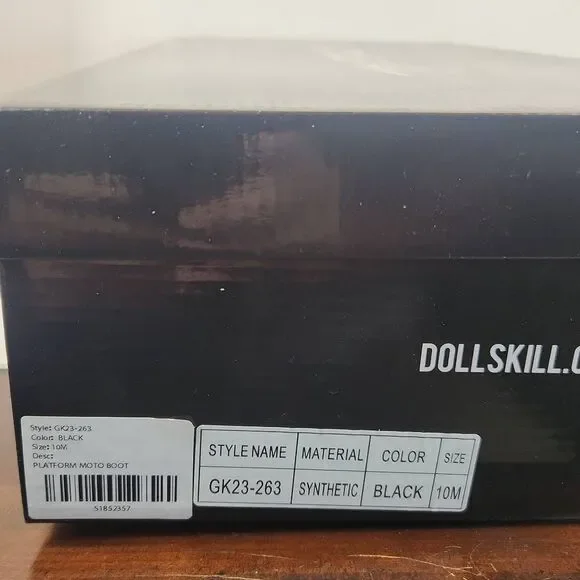 DOLLSKILL.C
Style: GK23-263
Color: BLACK
Size: 10M
Desc:
PLATFORM MOTO BOOT
51852357
STYLE NAME MATERIAL COLOR SIZE
GK23-263 SYNTHETIC BLACK 10M